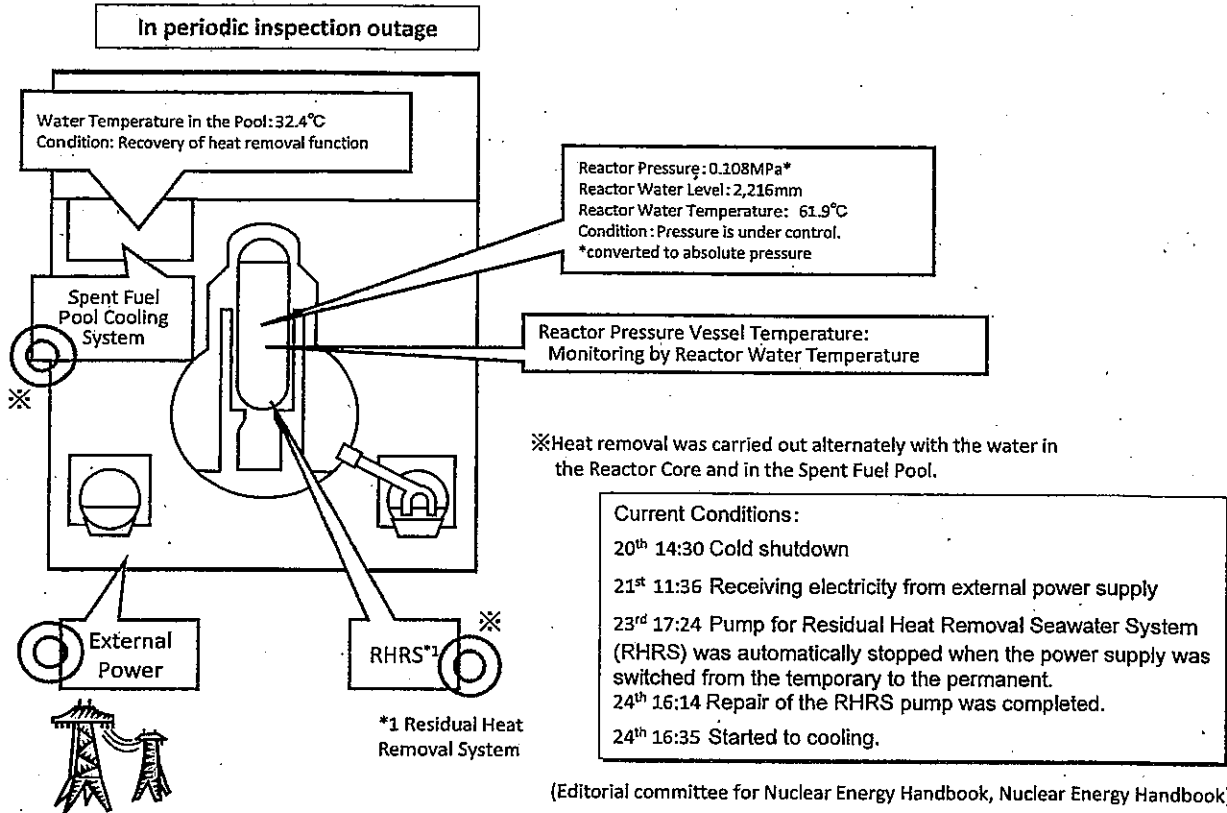 In periodic inspection outage
Water Temperature in the Pool:32.4℃
Condition: Recovery of heat removal function
Reactor Pressure:0.108MPa*
Reactor Water Level:2,216mm
Reactor Water Temperature: 61.9℃
Condition:Pressure is under control.
*converted to absolute pressure
Spent Fuel
Pool Cooling
System
※
Reactor Pressure Vessel Temperature:
Monitoring by Reactor Water Temperature
※Heat removal was carried out alternately with the water in
the Reactor Core and in the Spent Fuel Pool.
External
Power
RHRS*1
※
*1 Residual Heat
Removal System
Current Conditions:
20th 14:30 Cold shutdown
21st 11:36 Receiving electricity from external power supply
23rd 17:24 Pump for Residual Heat Removal Seawater System
(RHRS) was automatically stopped when the power supply was
switched from the temporary to the permanent.
24th 16:14 Repair of the RHRS pump was completed.
24th 16:35 Started to cooling.
(Editorial committee for Nuclear Energy Handbook, Nuclear Energy Handbook)